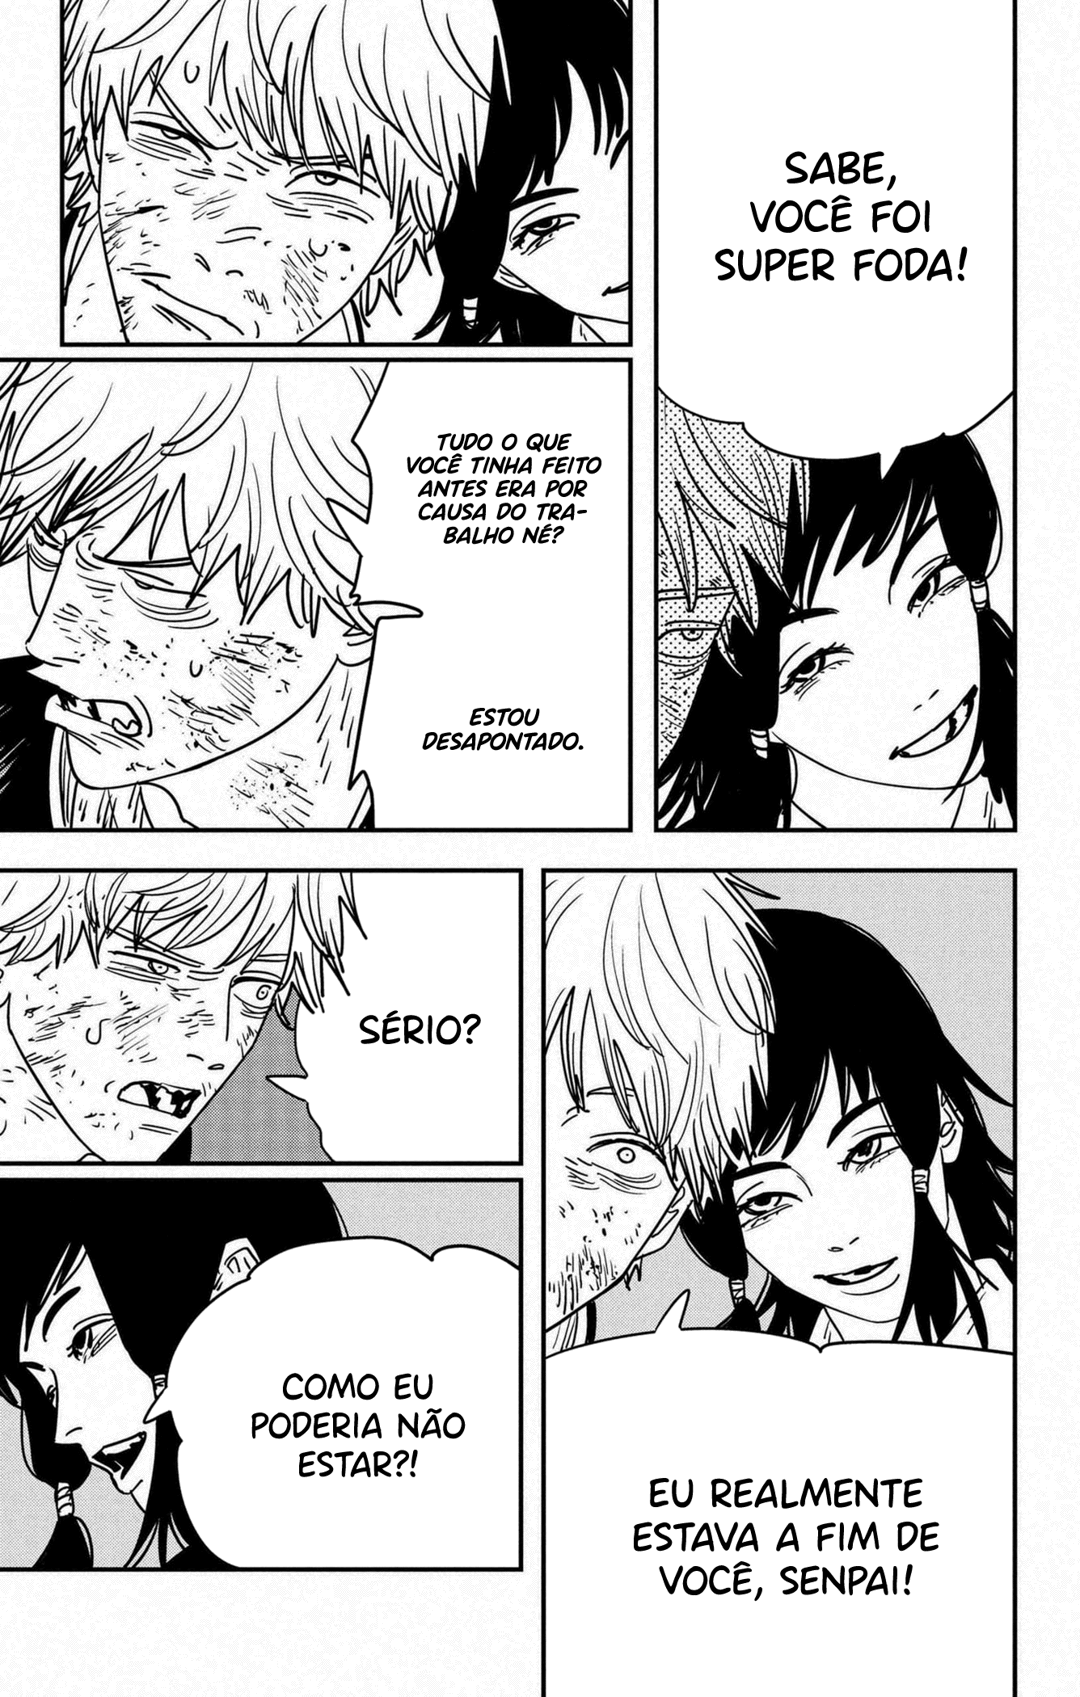 SABE,
VOCÊ FOI
SUPER FODA!
TUDO O QUE
VOCÊ TINHA FEITO
ANTES ERA POR
CAUSA DO TRA-
BALHO NÉ?
ESTOU
DESAPONTADO.
EU REALMENTE
ESTAVA A FIM DE
VOCÊ, SENPAI!
SÉRIO?
COMO EU
PODERIA NÃO
ESTAR?!